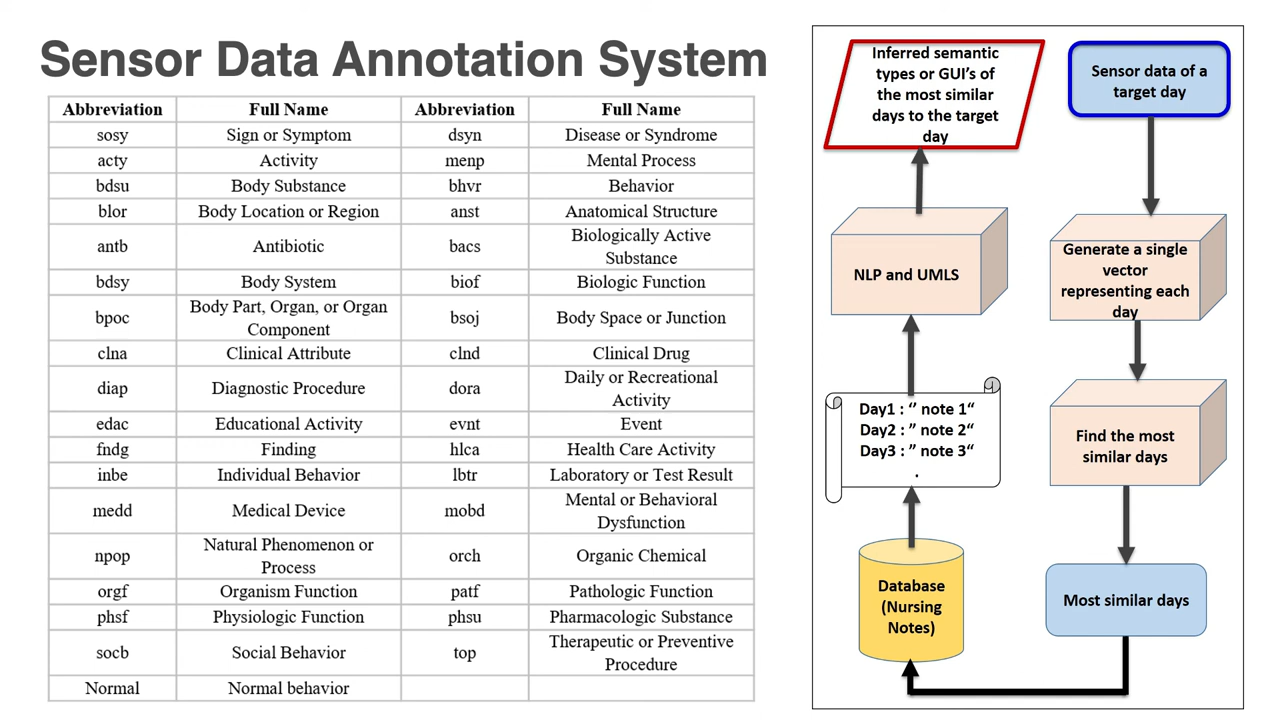 Sensor Data Annotation System
Abbreviation Full Name Abbreviation Full Name
sosy Sign or Symptom dsyn Disease or Syndrome
acty Activity menp Mental Process
bdsu Body Substance bhvr Behavior
blor Body Location or Region anst Anatomical Structure
antb Antibiotic bacs Biologically Active
Substance
bdsy Body System biof Biologic Function
bpoc Body Part, Organ, or Organ
Component bsoj Body Space or Junction
clna Clinical Attribute clnd Clinical Drug
diap Diagnostic Procedure dora Daily or Recreational
Activity
edac Educational Activity evnt Event
fndg Finding hlca Health Care Activity
inbe Individual Behavior lbtr Laboratory or Test Result
medd Medical Device mobd Mental or Behavioral
Dysfunction
npop Natural Phenomenon or
Process orch Organic Chemical
orgf Organism Function patf Pathologic Function
phsf Physiologic Function phsu Pharmacologic Substance
socb Social Behavior top Therapeutic or Preventive
Procedure
Normal Normal behavior
Inferred semantic
types or GUI’s of
the most similar
days to the target
day
Sensor data of a
target day
NLP and UMLS
Generate a single
vector
representing each
day
Day1 : ” note 1“
Day2 : ” note 2“
Day3 : ” note 3“
.
Find the most
similar days
Database
(Nursing
Notes)
Most similar days